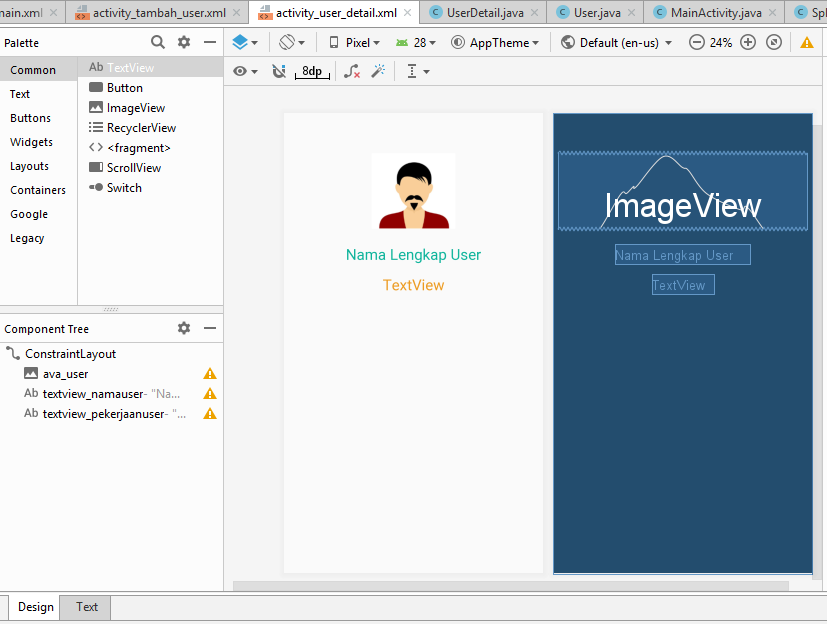 nain.xml
activity_tambah_user.xml
activity_user_detail.xml
UserDetail.java
User.java
MainActivity.java
Spl
Palette
Pixel
28
AppTheme
Default (en-us)
24%
Common
Text
Buttons
Widgets
Layouts
Containers
Google
Legacy
Ab TextView
Button
ImageView
RecyclerView
<fragment>
ScrollView
Switch
8dp
Nama Lengkap User
TextView
ImageView
Nama Lengkap User
TextView
Component Tree
ConstraintLayout
ava_user
Ab textview_namauser- "Na...
Ab textview_pekerjaanuser- "...
Design
Text